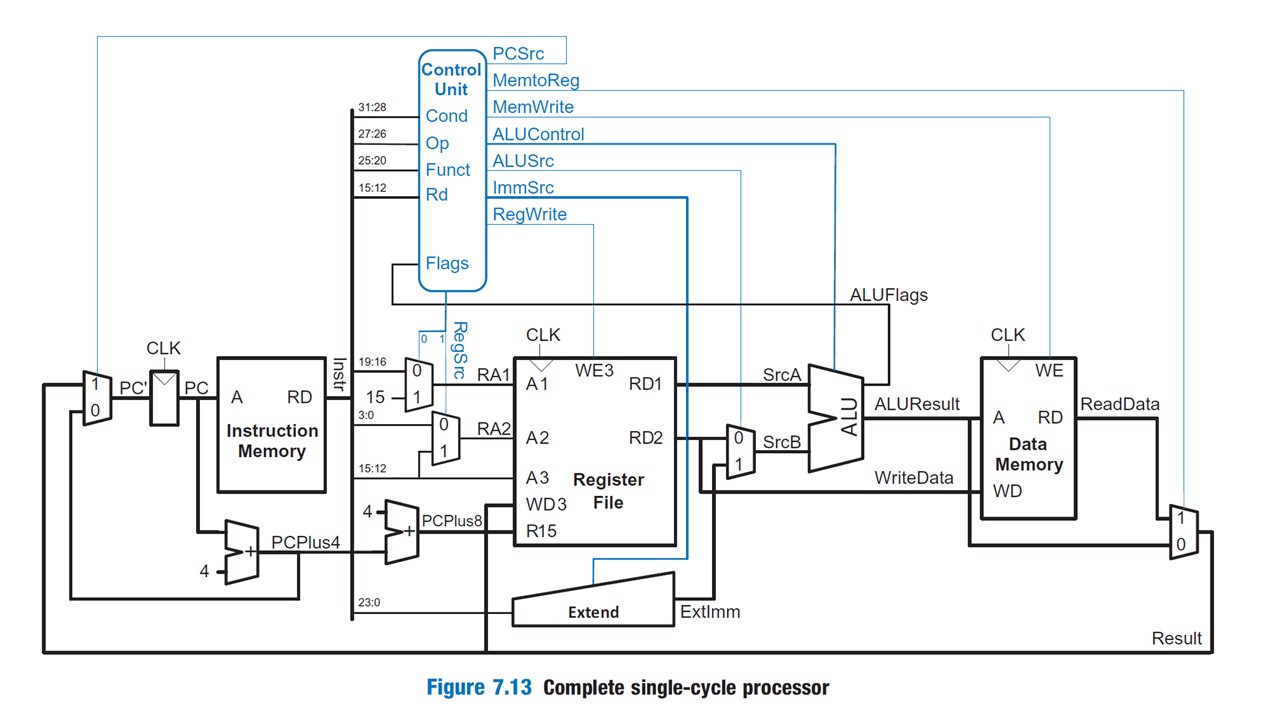 PCSrc
Control
Unit
MemtoReg
MemWrite
31:28
Cond
27:26
Op
ALUControl
25:20
Funct
ALUSrc
15:12
Rd
ImmSrc
RegWrite
Flags
ALUFlags
RegSrc
0 1
CLK
CLK
CLK
1
0
PC'
PC
A
RD
Instruction
Memory
Instr
19:16
15
0
1
RA1
3:0
0
1
RA2
15:12
A1
WE3
RD1
A2
RD2
A3
Register
File
WD3
R15
SrcA
0
1
SrcB
ALU
ALUResult
WriteData
A
WE
RD
Data
Memory
WD
ReadData
1
0
4
+
PCPlus8
4
+
PCPlus4
23:0
Extend
ExtImm
Result
Figure 7.13 Complete single-cycle processor